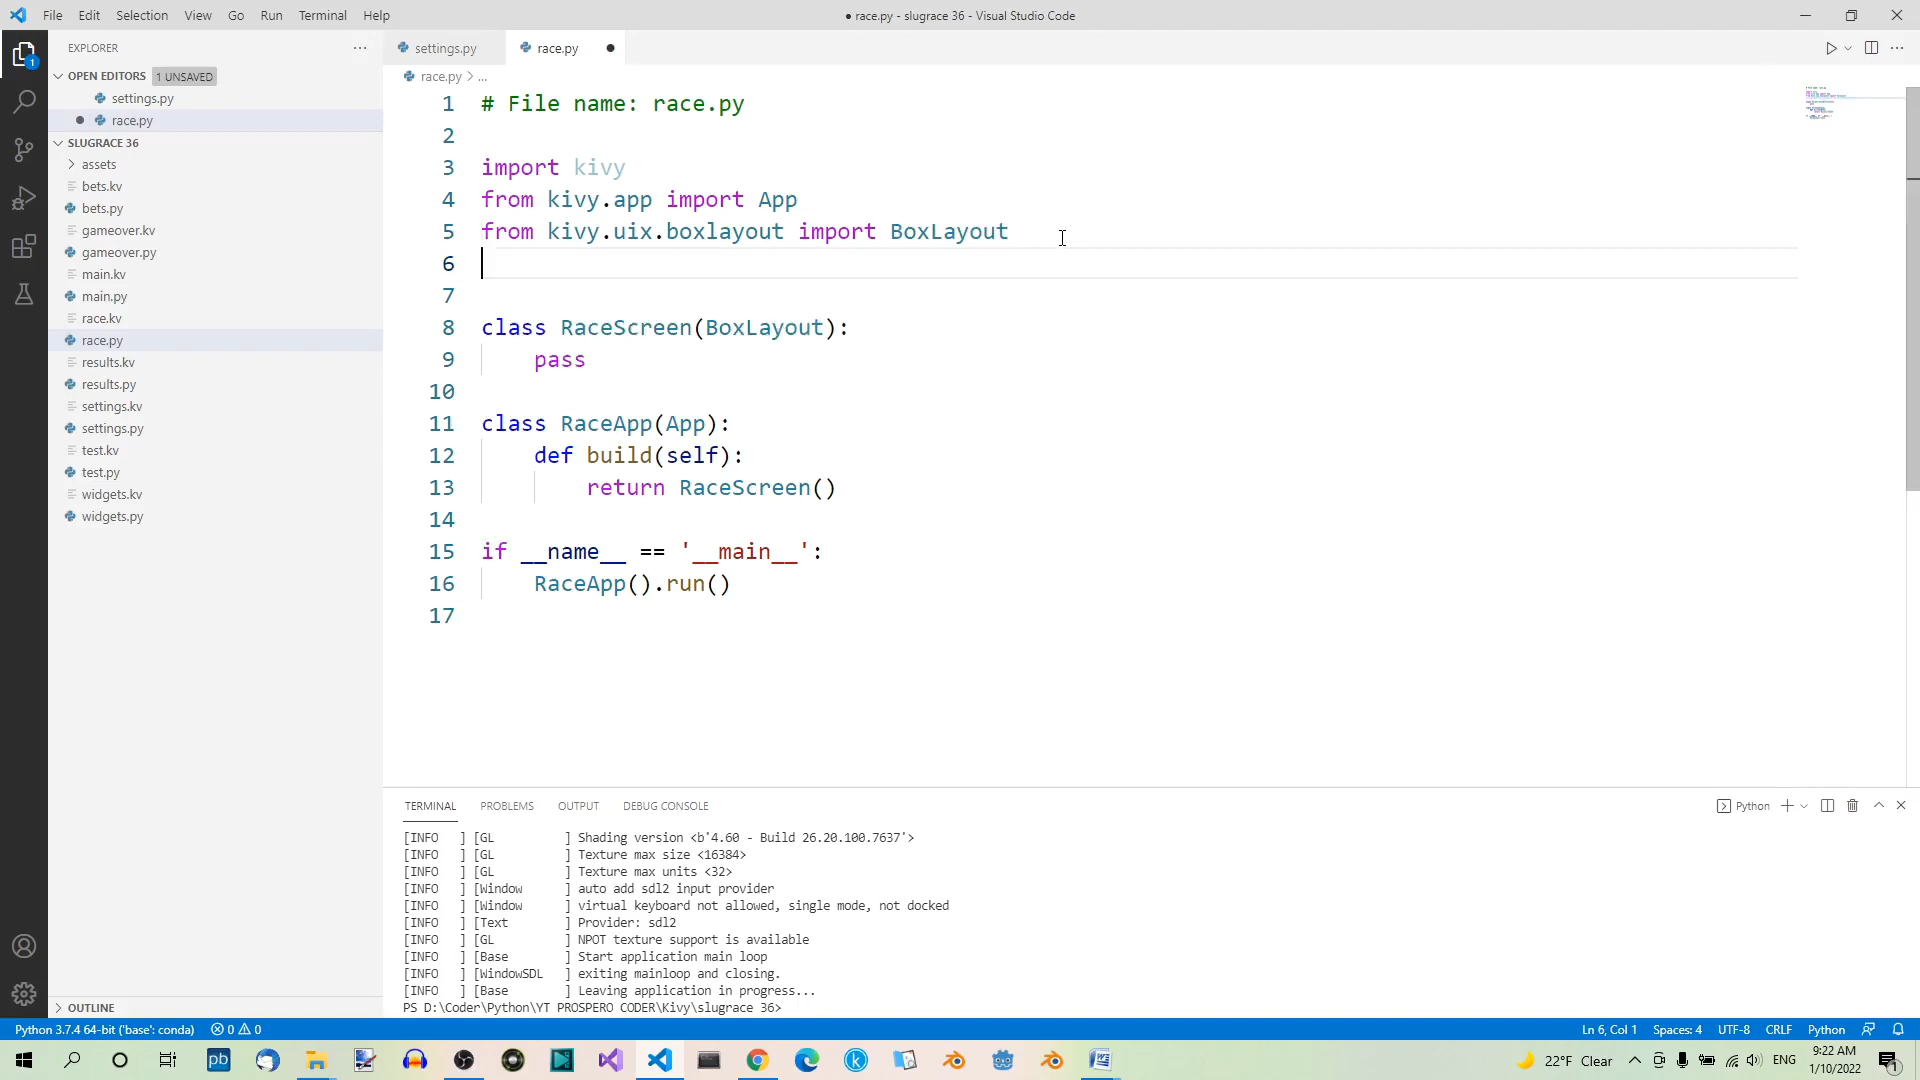 File Edit Selection View Go Run Terminal Help
● race.py - slugrace 36 - Visual Studio Code
EXPLORER
OPEN EDITORS 1 UNSAVED
settings.py
race.py
SLUGRACE 36
assets
bets.kv
bets.py
gameover.kv
gameover.py
main.kv
main.py
race.kv
race.py
results.kv
results.py
settings.kv
settings.py
test.kv
test.py
widgets.kv
widgets.py
OUTLINE
settings.py race.py
race.py > ...
1 # File name: race.py
2
3 import kivy
4 from kivy.app import App
5 from kivy.uix.boxlayout import BoxLayout
6
7
8 class RaceScreen(BoxLayout):
9 pass
10
11 class RaceApp(App):
12 def build(self):
13 return RaceScreen()
14
15 if __name__ == '__main__':
16 RaceApp().run()
17
TERMINAL PROBLEMS OUTPUT DEBUG CONSOLE
Python
[INFO   ] [GL          ] Shading version <b'4.60 - Build 26.20.100.7637'>
[INFO   ] [GL          ] Texture max size <16384>
[INFO   ] [GL          ] Texture max units <32>
[INFO   ] [Window      ] auto add sdl2 input provider
[INFO   ] [Window      ] virtual keyboard not allowed, single mode, not docked
[INFO   ] [Text        ] Provider: sdl2
[INFO   ] [GL          ] NPOT texture support is available
[INFO   ] [Base        ] Start application main loop
[INFO   ] [WindowSDL   ] exiting mainloop and closing.
[INFO   ] [Base        ] Leaving application in progress...
PS D:\Coder\Python\YT PROSPERO CODER\Kivy\slugrace 36>
Python 3.7.4 64-bit ('base': conda) 0 0
Ln 6, Col 1 Spaces: 4 UTF-8 CRLF Python
pb
22°F Clear ENG
9:22 AM
1/10/2022
1